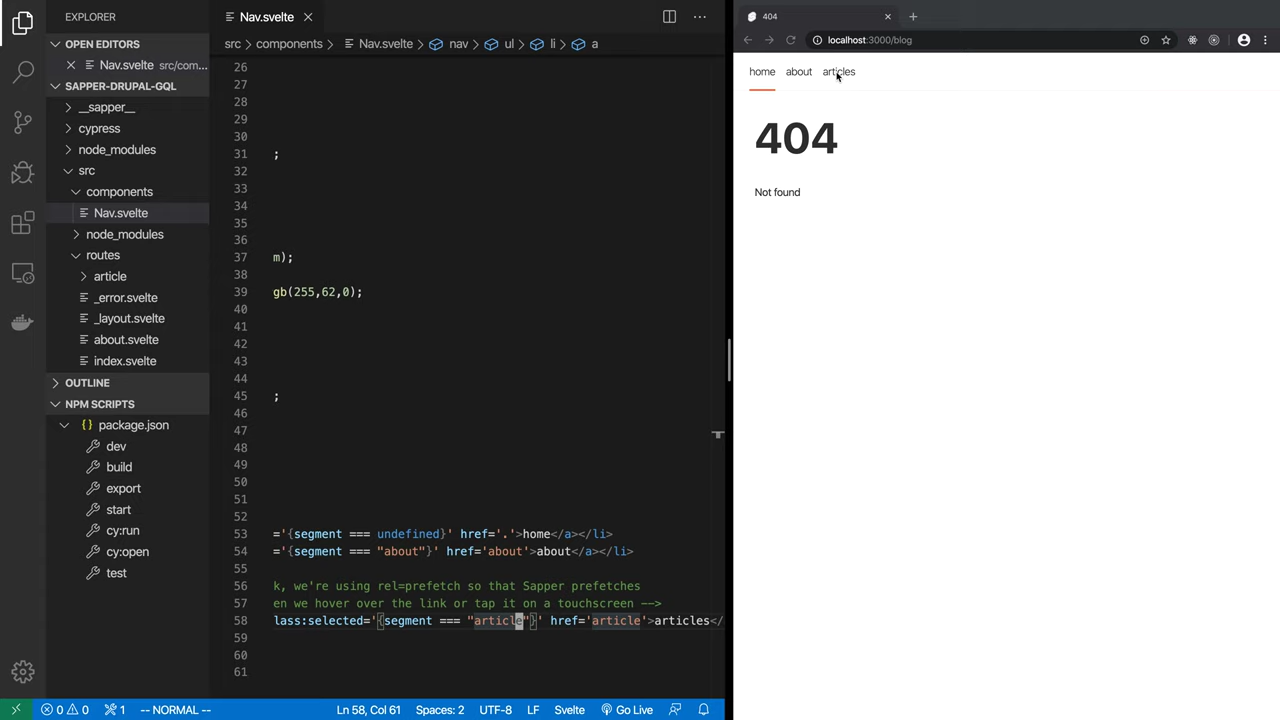 EXPLORER
OPEN EDITORS
Nav.svelte src/com...
SAPPER-DRUPAL-GQL
__sapper__
cypress
node_modules
src
components
Nav.svelte
node_modules
routes
article
_error.svelte
_layout.svelte
about.svelte
index.svelte
OUTLINE
NPM SCRIPTS
package.json
dev
build
export
start
cy:run
cy:open
test
Nav.svelte
src > components > Nav.svelte > nav > ul > li > a
26
27
28
29
30
31 ;
32
33
34
35
36
37 m);
38
39 gb(255,62,0);
40
41
42
43
44
45 ;
46
47
48
49
50
51
52
53 ='{segment === undefined}' href='.'>home</a></li>
54 ='{segment === "about"}' href='about'>about</a></li>
55
56 k, we're using rel=prefetch so that Sapper prefetches
57 en we hover over the link or tap it on a touchscreen -->
58 lass:selected='{segment === "article"}' href='article'>articles</
59
60
61
0 0 1 -- NORMAL -- Ln 58, Col 61 Spaces: 2 UTF-8 LF Svelte Go Live
404
localhost:3000/blog
home about articles
404
Not found